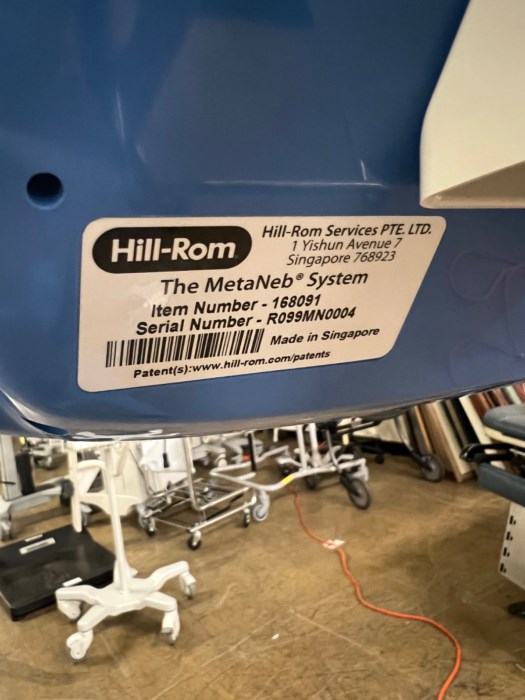 Hill-Rom
Hill-Rom Services PTE. LTD.
1 Yishun Avenue 7
Singapore 768923
The MetaNeb® System
Item Number - 168091
Serial Number - R099MN0004
Made in Singapore
Patent(s):www.hill-rom.com/patents